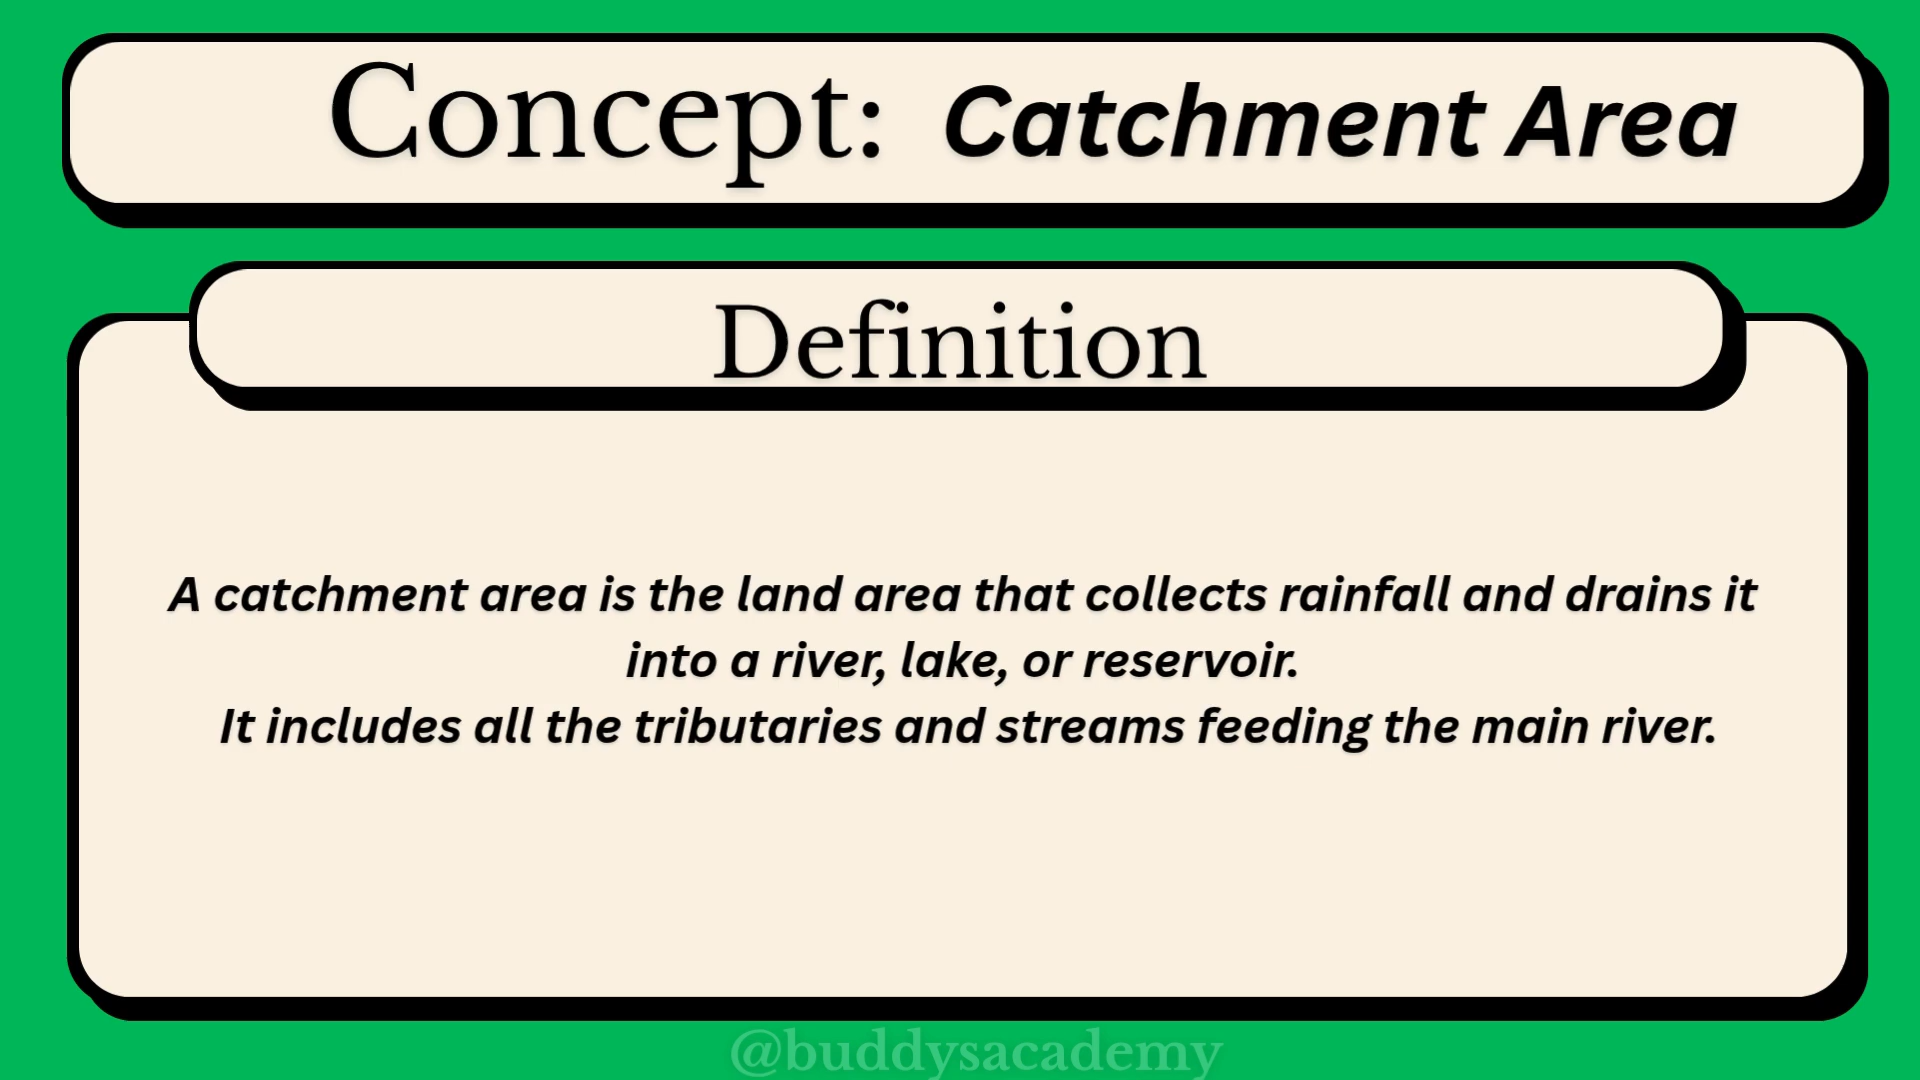 Concept: Catchment Area
Definition
A catchment area is the land area that collects rainfall and drains it
into a river, lake, or reservoir.
It includes all the tributaries and streams feeding the main river.
@buddysacademy